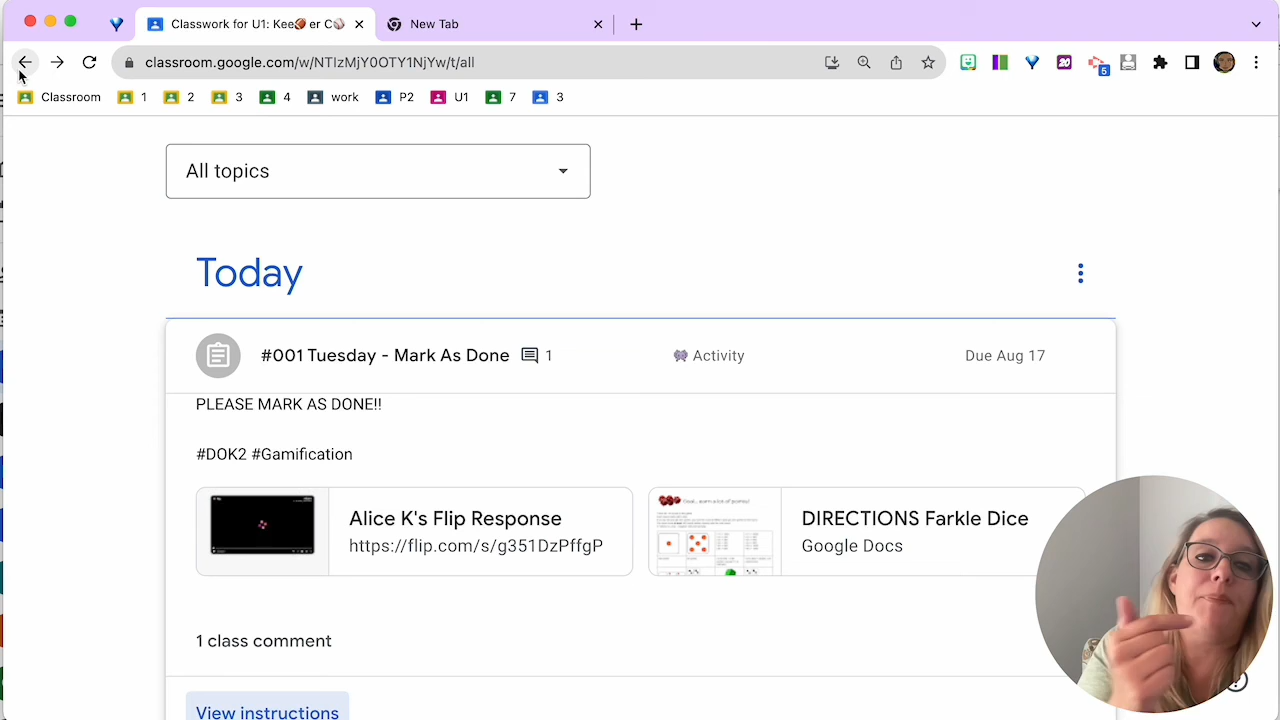 Classwork for U1: Kee🏈 er C⚾
New Tab
classroom.google.com/w/NTIzMjY0OTY1NjYw/t/all
5
Classroom 1 2 3 4 work P2 U1 7 3
All topics
Today
#001 Tuesday - Mark As Done 1 Activity Due Aug 17
PLEASE MARK AS DONE!!
#DOK2 #Gamification
Alice K's Flip Response
https://flip.com/s/g351DzPffgP
DIRECTIONS Farkle Dice
Google Docs
1 class comment
View instructions